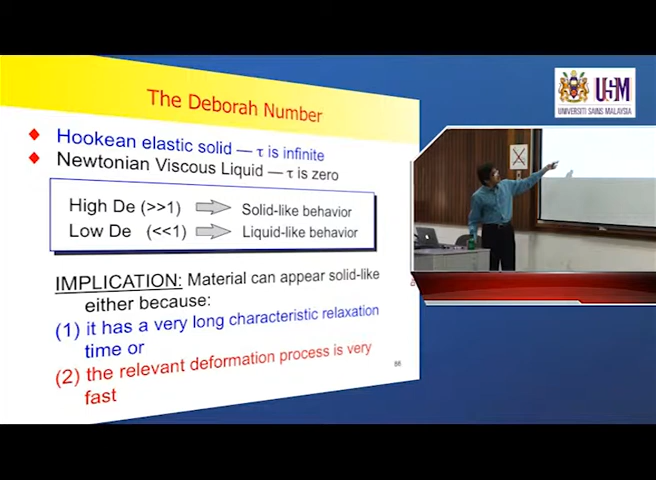 The Deborah Number
Hookean elastic solid — τ is infinite
Newtonian Viscous Liquid — τ is zero
High De (>>1) Solid-like behavior
Low De (<<1) Liquid-like behavior
IMPLICATION: Material can appear solid-like
either because:
(1) it has a very long characteristic relaxation
time or
(2) the relevant deformation process is very
fast
USM
UNIVERSITI SAINS MALAYSIA